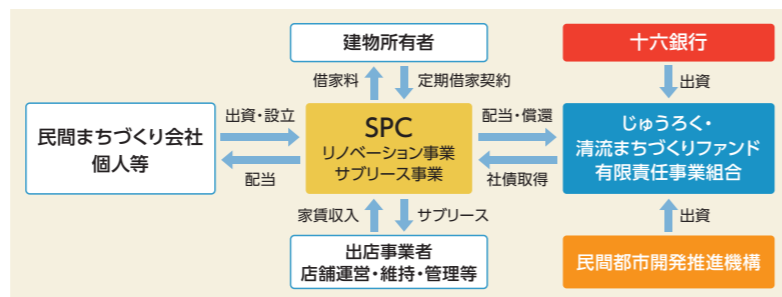 建物所有者
十六銀行
借家料
定期借家契約
出資
民間まちづくり会社
個人等
出資・設立
配当
SPC
リノベーション事業
サブリース事業
配当・償還
社債取得
じゅうろく・
清流まちづくりファンド
有限責任事業組合
家賃収入
サブリース
出資
出店事業者
店舗運営・維持・管理等
民間都市開発推進機構